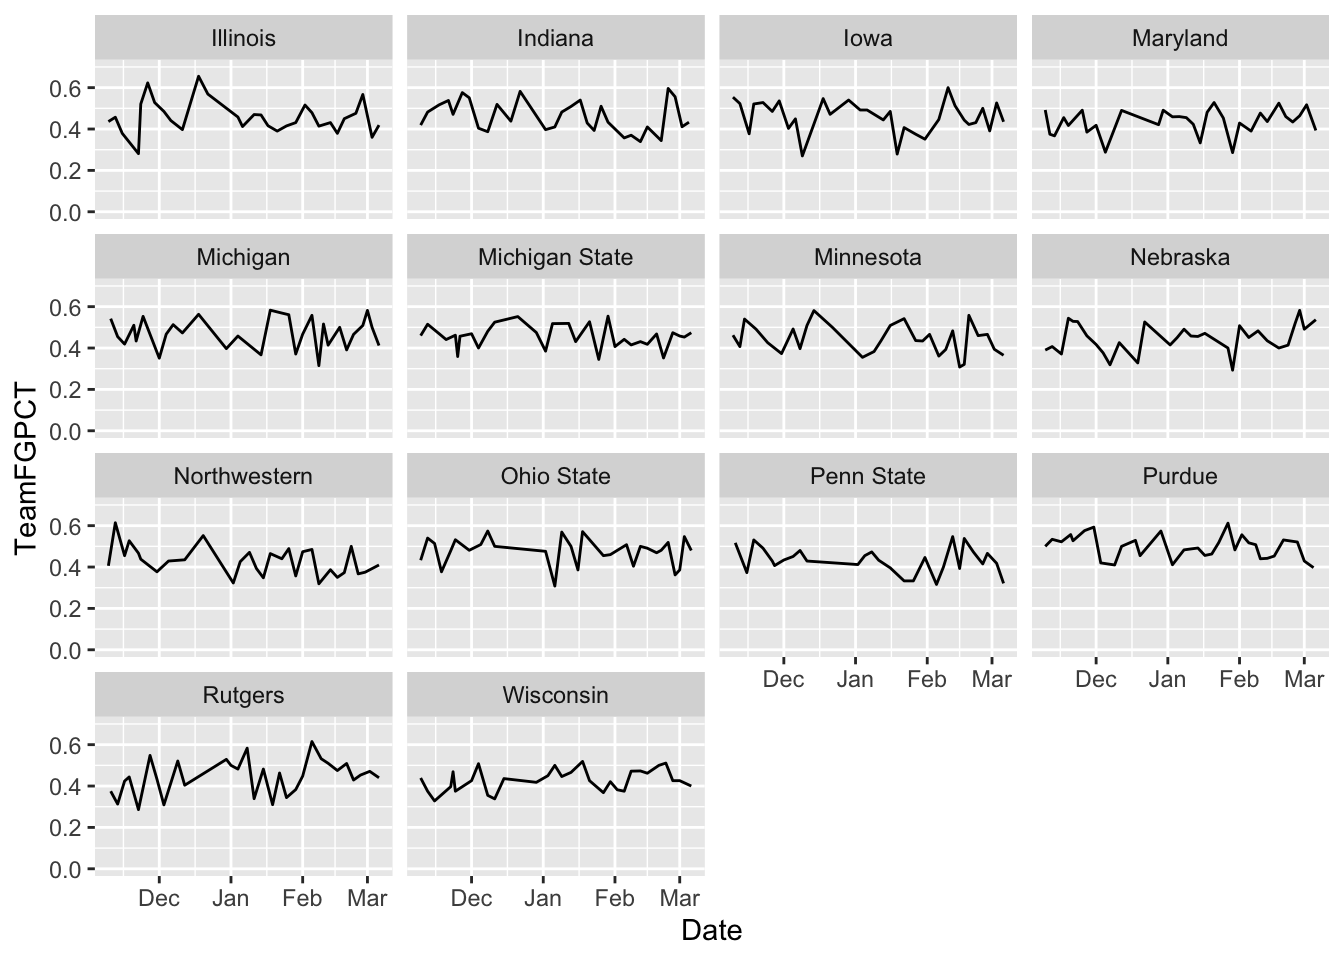 Illinois Indiana Iowa Maryland
0.6
0.4
0.2
0.0
Michigan Michigan State Minnesota Nebraska
0.6
0.4
0.2
0.0
TeamFGPCT
Northwestern Ohio State Penn State Purdue
0.6
0.4
0.2
0.0
Dec Jan Feb Mar Dec Jan Feb Mar
Rutgers Wisconsin
0.6
0.4
0.2
0.0
Dec Jan Feb Mar Dec Jan Feb Mar
Date